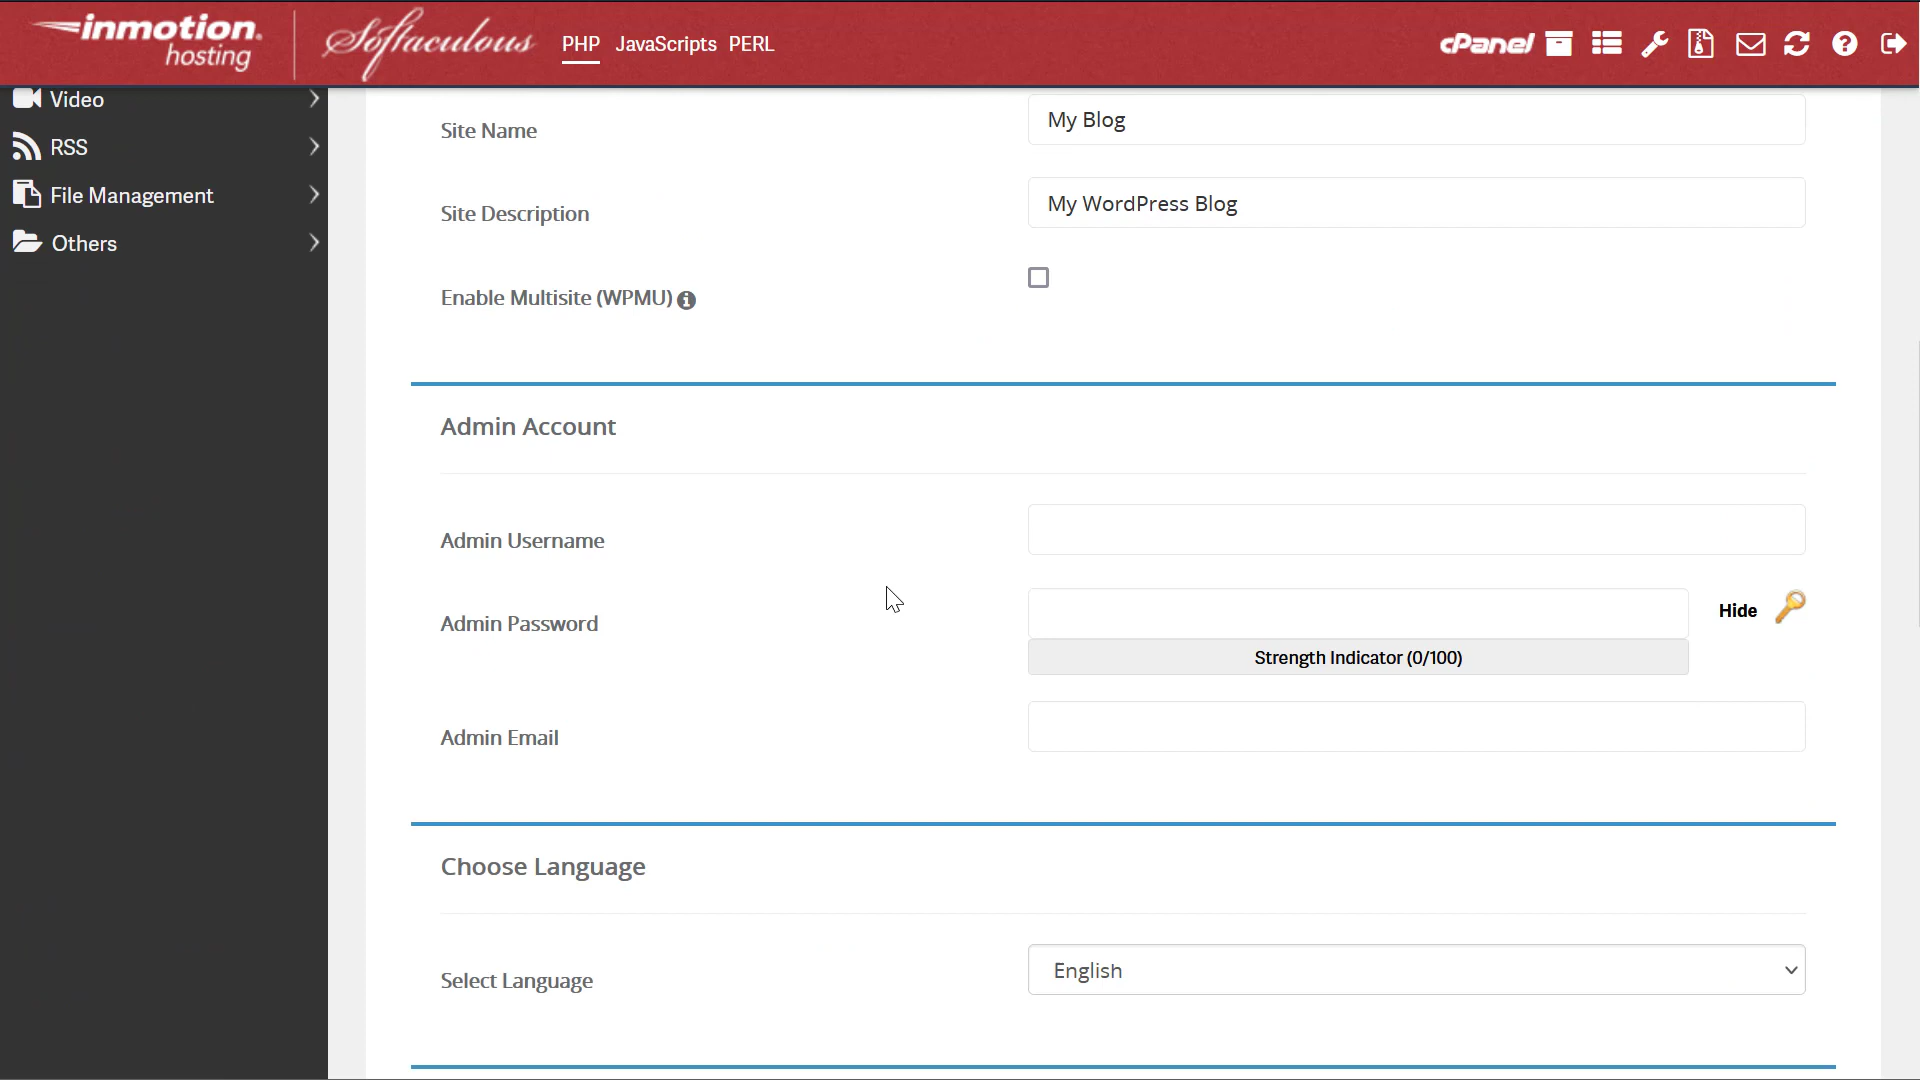 inmotion hosting
Softaculous
PHP JavaScripts PERL
cPanel
Video
RSS
File Management
Others
Site Name
My Blog
Site Description
My WordPress Blog
Enable Multisite (WPMU)
Admin Account
Admin Username
Admin Password
Hide
Strength Indicator (0/100)
Admin Email
Choose Language
Select Language
English